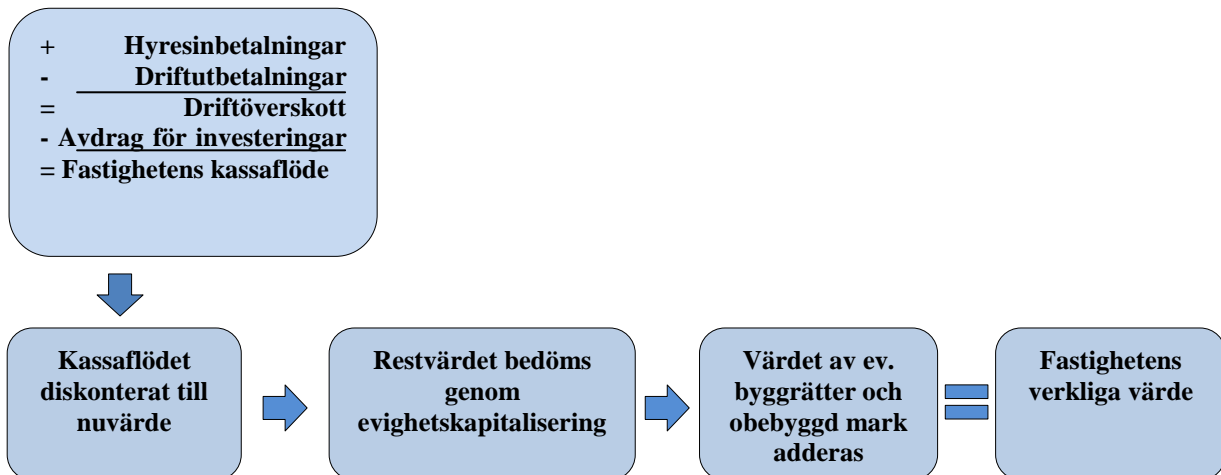 + Hyresinbetalningar
- Driftutbetalningar
= Driftöverskott
- Avdrag för investeringar
= Fastighetens kassaflöde
Kassaflödet
diskonterat till
nuvärde
Restvärdet bedöms
genom
evighetskapitalisering
Värdet av ev.
byggrätter och
obebyggd mark
adderas
Fastighetens
verkliga värde